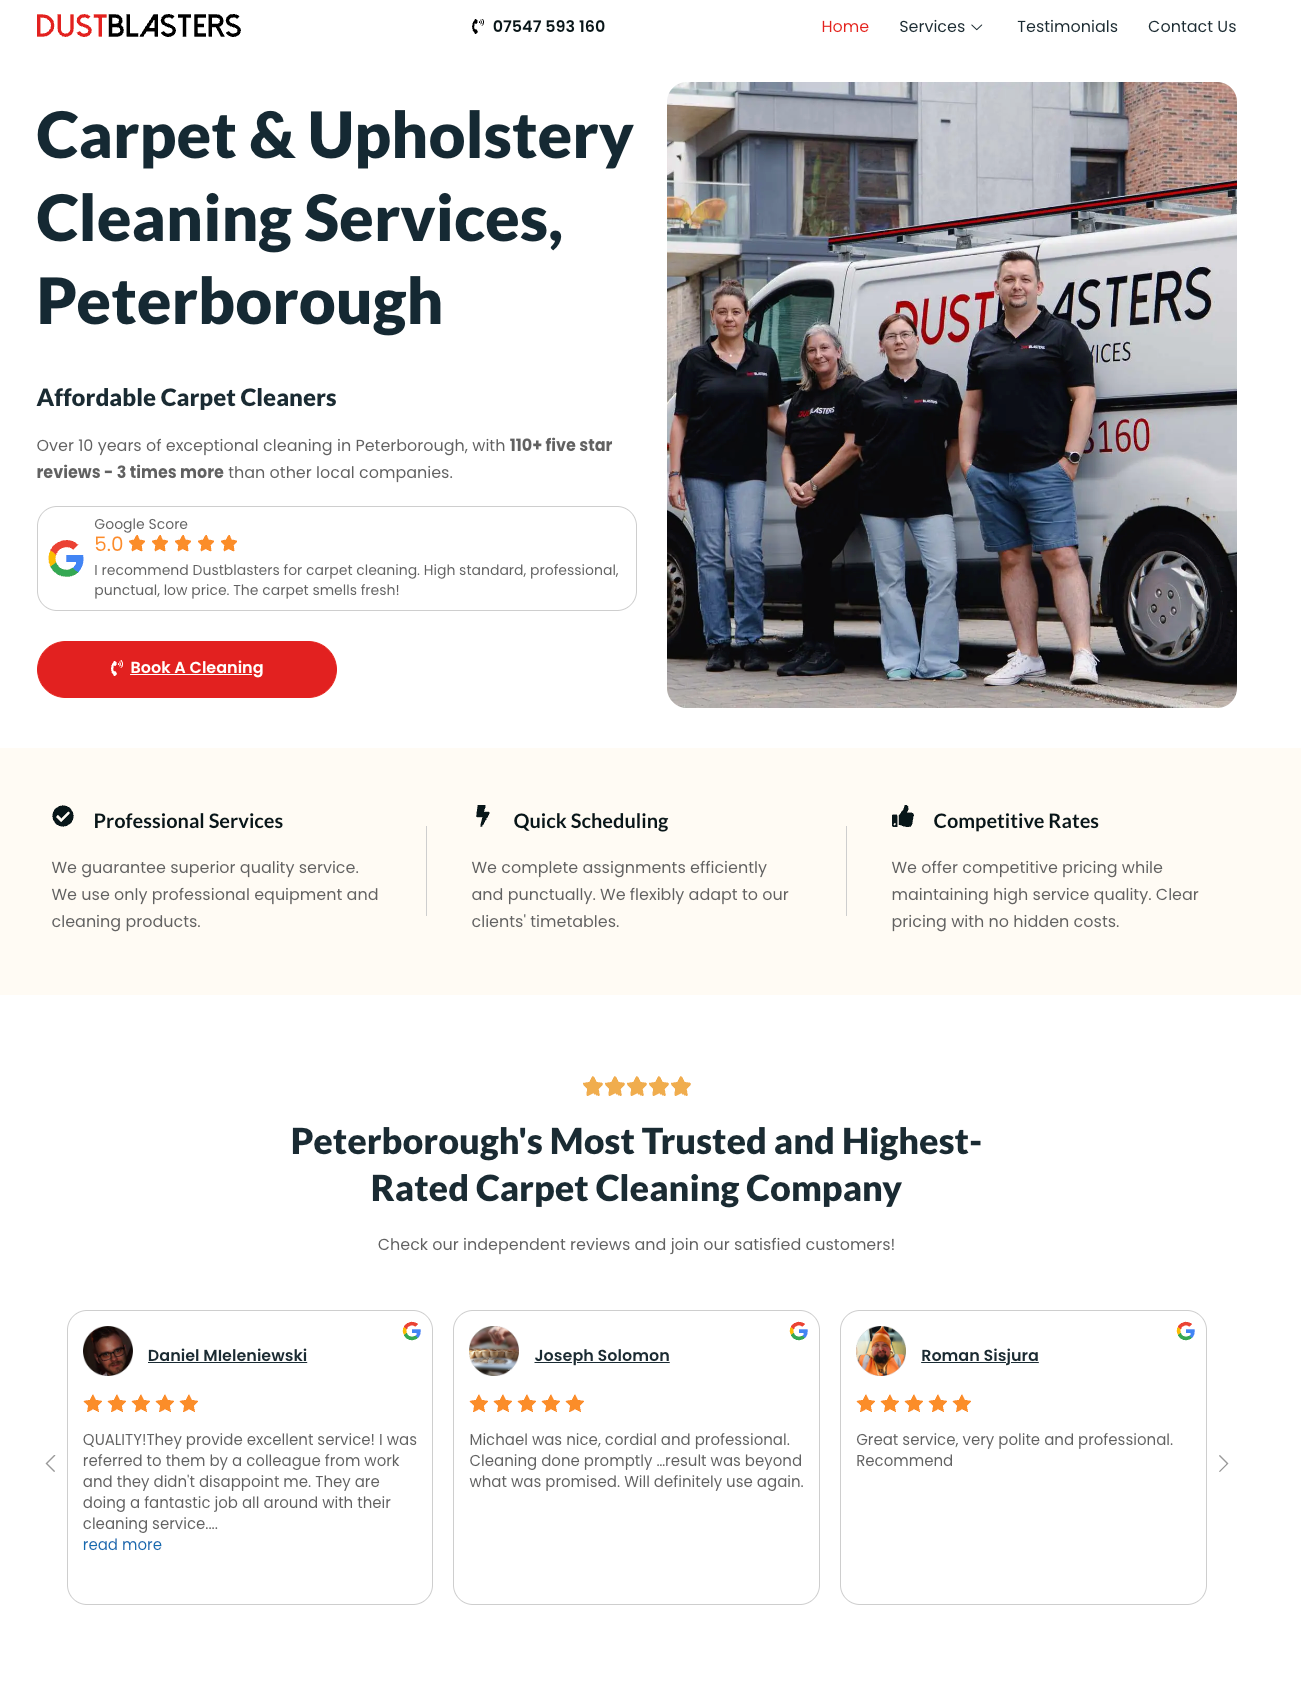 DUSTBLASTERS
07547 593 160
Home
Services
Testimonials
Contact Us
Carpet & Upholstery
Cleaning Services,
Peterborough
Affordable Carpet Cleaners
Over 10 years of exceptional cleaning in Peterborough, with 110+ five star
reviews - 3 times more than other local companies.
Google Score
5.0
I recommend Dustblasters for carpet cleaning. High standard, professional,
punctual, low price. The carpet smells fresh!
Book A Cleaning
DUST
ASTERS
VICES
160
Professional Services
We guarantee superior quality service.
We use only professional equipment and
cleaning products.
Quick Scheduling
We complete assignments efficiently
and punctually. We flexibly adapt to our
clients' timetables.
Competitive Rates
We offer competitive pricing while
maintaining high service quality. Clear
pricing with no hidden costs.
Peterborough's Most Trusted and Highest-
Rated Carpet Cleaning Company
Check our independent reviews and join our satisfied customers!
Daniel MIeleniewski
QUALITY!They provide excellent service! I was
referred to them by a colleague from work
and they didn't disappoint me. They are
doing a fantastic job all around with their
cleaning service....
read more
Joseph Solomon
Michael was nice, cordial and professional.
Cleaning done promptly ...result was beyond
what was promised. Will definitely use again.
Roman Sisjura
Great service, very polite and professional.
Recommend